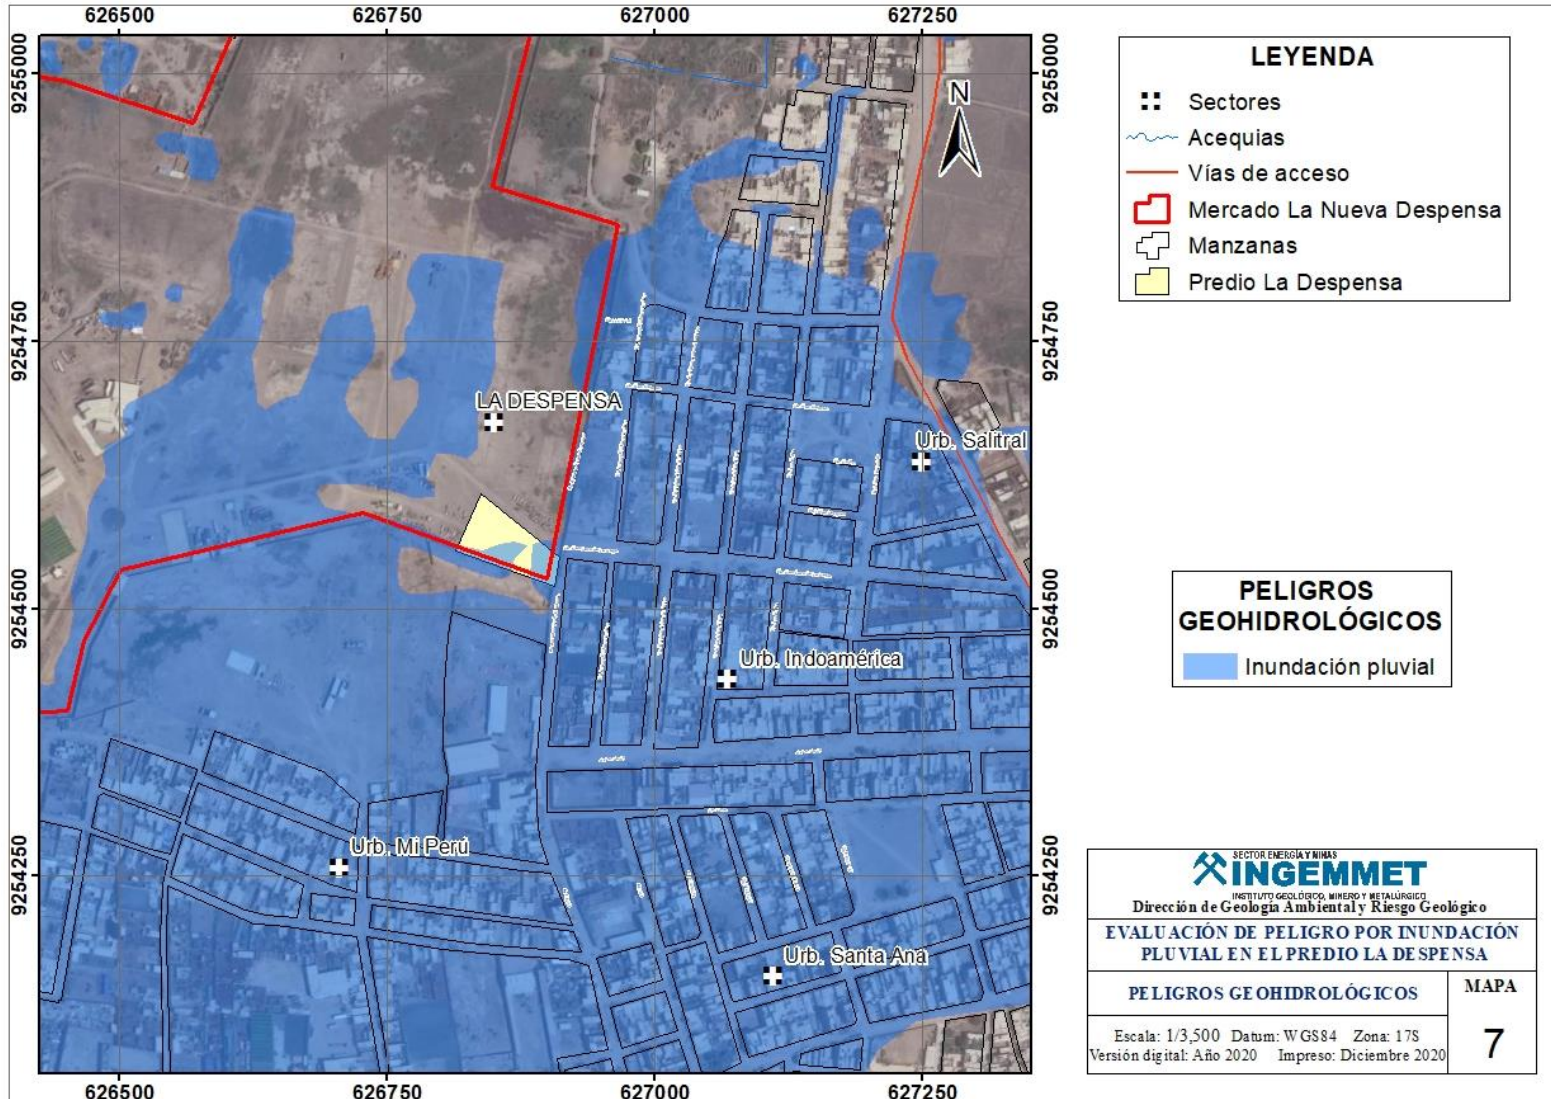 626500 626750 627000 627250
9255000
9254750
9254500
9254250
9255000
9254750
9254500
9254250
N
LA DESPENSA
Urb. Salitral
Urb. Indoamérica
Urb. Mi Perú
Urb. Santa Ana
626500 626750 627000 627250
LEYENDA
Sectores
Acequias
Vías de acceso
Mercado La Nueva Despensa
Manzanas
Predio La Despensa
PELIGROS
GEOHIDROLÓGICOS
Inundación pluvial
SECTOR ENERGÍA Y MINAS
INGEMMET
INSTITUTO GEOLÓGICO, MINERO Y METALÚRGICO
Dirección de Geología Ambiental y Riesgo Geológico
EVALUACIÓN DE PELIGRO POR INUNDACIÓN
PLUVIAL EN EL PREDIO LA DESPENSA
PELIGROS GEOHIDROLÓGICOS
MAPA
7
Escala: 1/3,500 Datum: WGS84 Zona: 17S
Versión digital: Año 2020 Impreso: Diciembre 2020